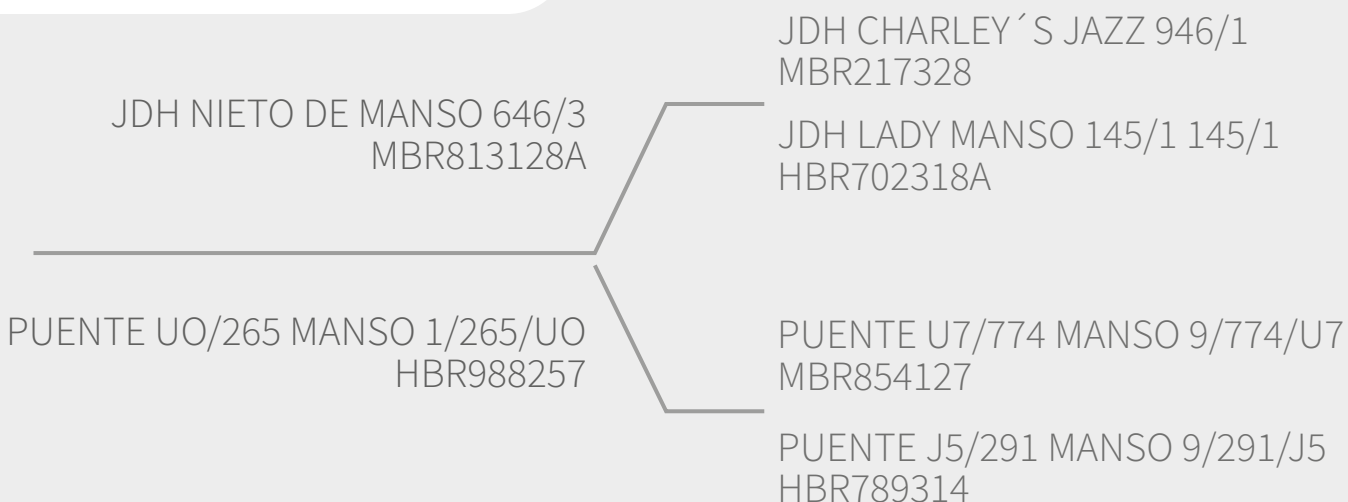 JDH NIETO DE MANSO 646/3
MBR813128A
PUENTE UO/265 MANSO 1/265/UO
HBR988257
JDH CHARLEY´S JAZZ 946/1
MBR217328
JDH LADY MANSO 145/1 145/1
HBR702318A
PUENTE U7/774 MANSO 9/774/U7
MBR854127
PUENTE J5/291 MANSO 9/291/J5
HBR789314